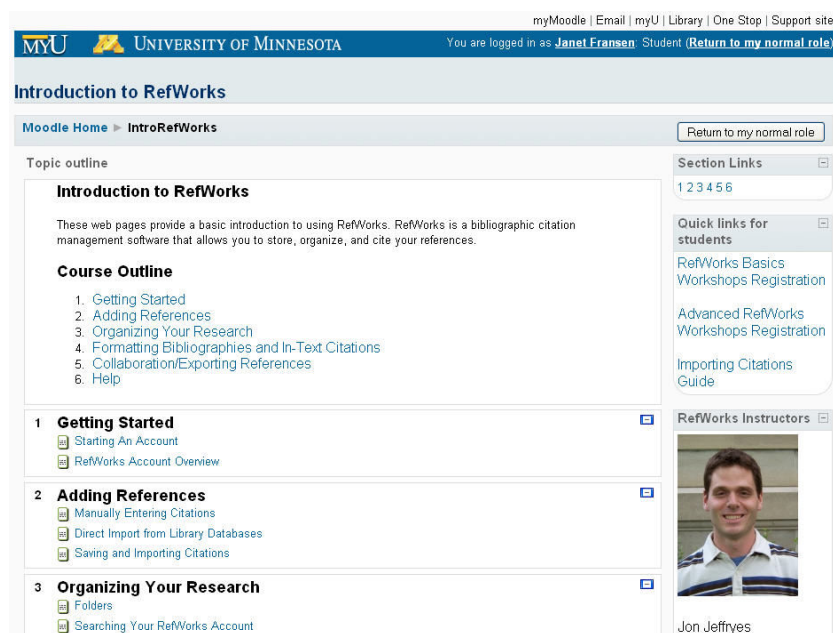 myMoodle | Email | myU | Library | One Stop | Support site
MYU UNIVERSITY OF MINNESOTA
You are logged in as Janet Fransen: Student (Return to my normal role)
Introduction to RefWorks
Moodle Home ► IntroRefWorks
Return to my normal role
Topic outline
Introduction to RefWorks
These web pages provide a basic introduction to using RefWorks. RefWorks is a bibliographic citation
management software that allows you to store, organize, and cite your references.
Course Outline
1. Getting Started
2. Adding References
3. Organizing Your Research
4. Formatting Bibliographies and In-Text Citations
5. Collaboration/Exporting References
6. Help
1 Getting Started
Starting An Account
RefWorks Account Overview
2 Adding References
Manually Entering Citations
Direct Import from Library Databases
Saving and Importing Citations
3 Organizing Your Research
Folders
Searching Your RefWorks Account
Section Links
1 2 3 4 5 6
Quick links for
students
RefWorks Basics
Workshops Registration
Advanced RefWorks
Workshops Registration
Importing Citations
Guide
RefWorks Instructors
Jon Jeffryes